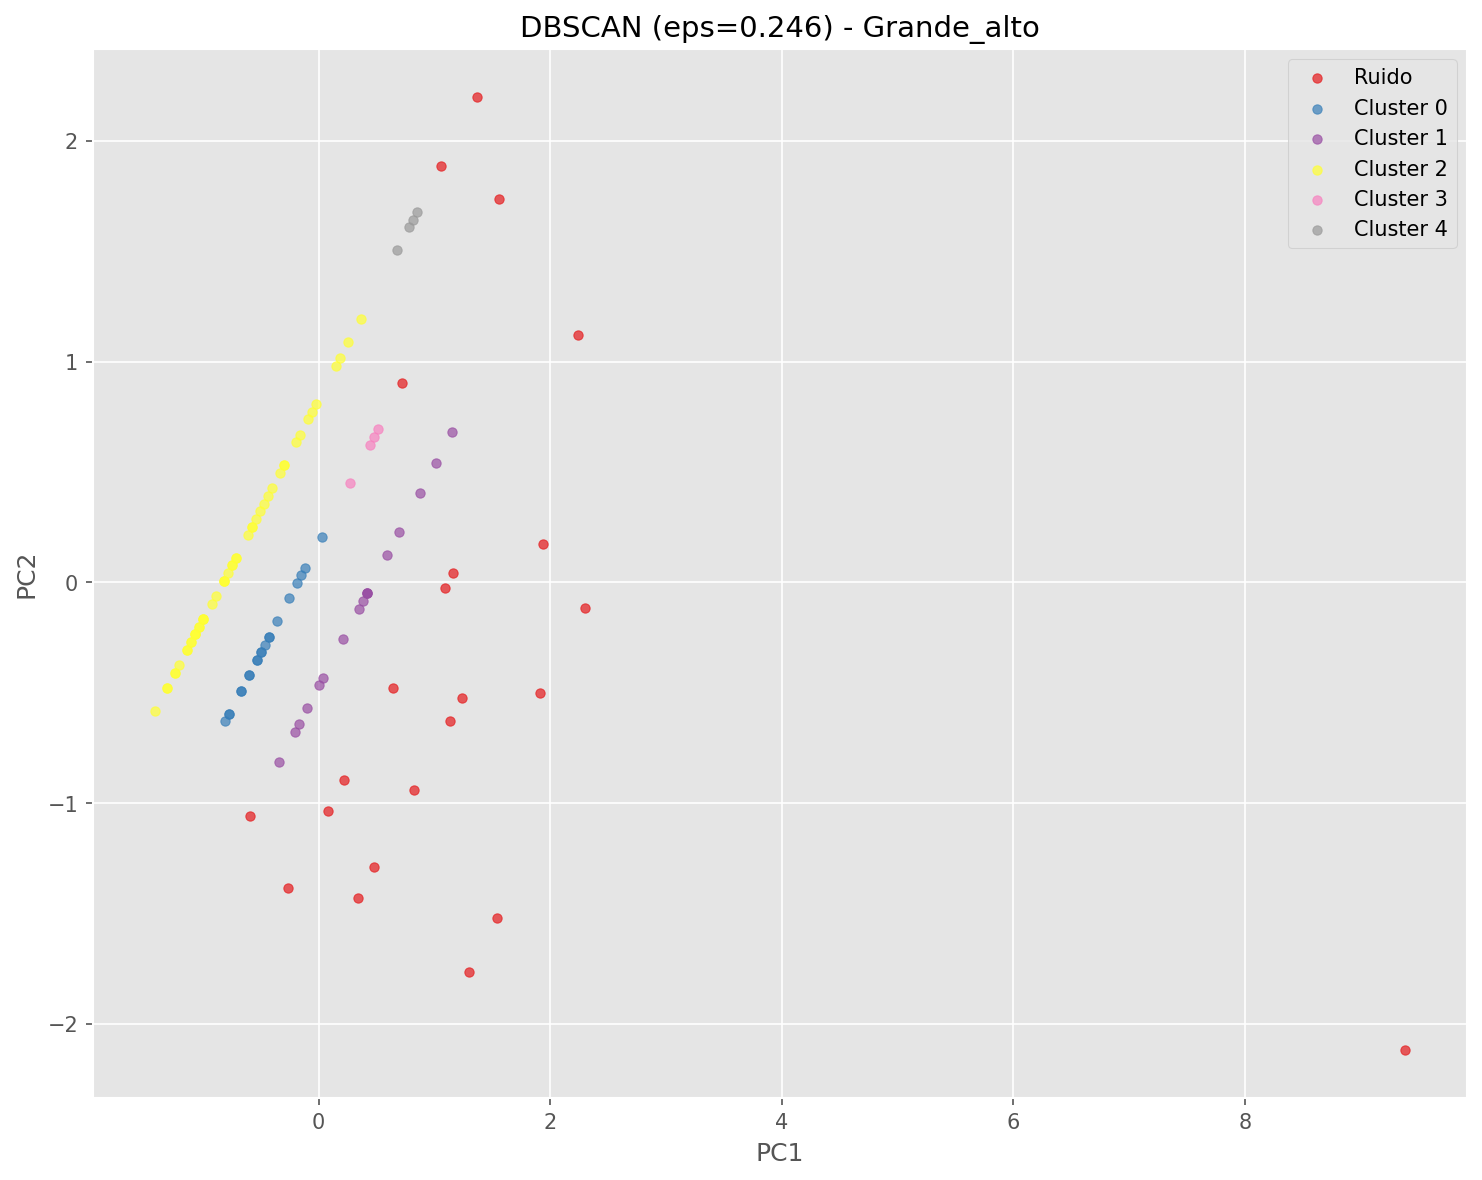 DBSCAN (eps=0.246) - Grande_alto
Ruido
Cluster 0
Cluster 1
Cluster 2
Cluster 3
Cluster 4
2
1
0
−1
−2
PC2
0
2
4
6
8
PC1